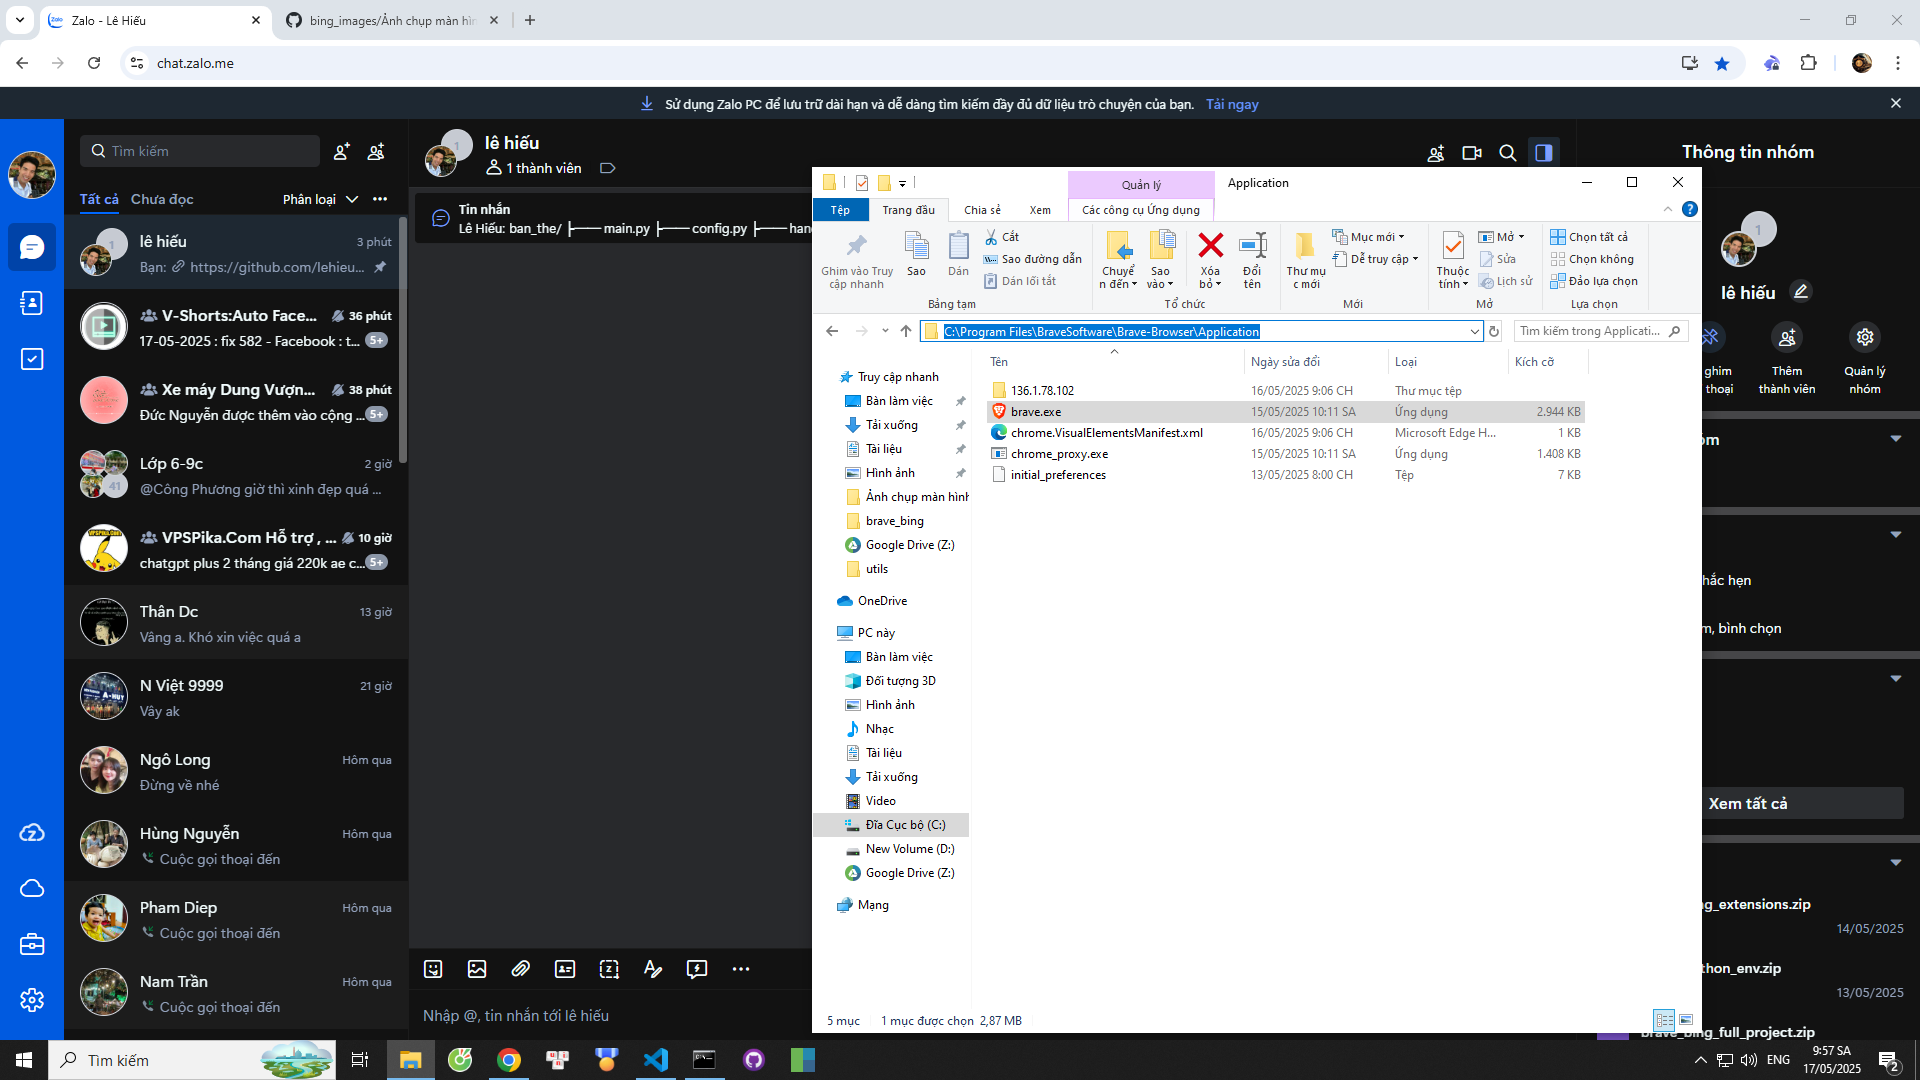 Zalo - Lê Hiếu
bing_images/Ảnh chụp màn hìn
chat.zalo.me
Sử dụng Zalo PC để lưu trữ dài hạn và dễ dàng tìm kiếm đầy đủ dữ liệu trò chuyện của bạn. Tải ngay
Tìm kiếm
Tất cả Chưa đọc Phân loại
lê hiếu 3 phút
Bạn: https://github.com/lehieu...
V-Shorts:Auto Face... 36 phút
17-05-2025 : fix 582 - Facebook : t... 5+
Xe máy Dung Vượn... 38 phút
Đức Nguyễn được thêm vào cộng ... 5+
Lớp 6-9c 2 giờ
41
@Công Phương giờ thì xinh đẹp quá ...
VPSPika.Com Hỗ trợ , ... 10 giờ
chatgpt plus 2 tháng giá 220k ae c... 5+
Thân Dc 13 giờ
Vâng a. Khó xin việc quá a
N Việt 9999 21 giờ
Vây ak
Ngô Long Hôm qua
Đừng về nhé
Hùng Nguyễn Hôm qua
Cuộc gọi thoại đến
Pham Diep Hôm qua
Cuộc gọi thoại đến
Nam Trần Hôm qua
Cuộc gọi thoại đến
lê hiếu
1 thành viên
Tin nhắn
Lê Hiếu: ban_the/ ├── main.py ├── config.py ├── han
Nhập @, tin nhắn tới lê hiếu
Quản lý Application
Tệp Trang đầu Chia sẻ Xem Các công cụ Ứng dụng
Ghim vào Truy cập nhanh
Sao
Dán
Cắt
Sao đường dẫn
Dán lối tắt
Bảng tạm
Chuyển đến
Sao vào
Xóa bỏ
Đổi tên
Tổ chức
Thư mục mới
Mục mới
Dễ truy cập
Mới
Thuộc tính
Mở
Sửa
Lịch sử
Mở
Chọn tất cả
Chọn không
Đảo lựa chọn
Lựa chọn
C:\Program Files\BraveSoftware\Brave-Browser\Application
Tìm kiếm trong Applicati...
Tên Ngày sửa đổi Loại Kích cỡ
136.1.78.102 16/05/2025 9:06 CH Thư mục tệp
brave.exe 15/05/2025 10:11 SA Ứng dụng 2.944 KB
chrome.VisualElementsManifest.xml 16/05/2025 9:06 CH Microsoft Edge H... 1 KB
chrome_proxy.exe 15/05/2025 10:11 SA Ứng dụng 1.408 KB
initial_preferences 13/05/2025 8:00 CH Tệp 7 KB
Truy cập nhanh
Bàn làm việc
Tải xuống
Tài liệu
Hình ảnh
Ảnh chụp màn hình
brave_bing
Google Drive (Z:)
utils
OneDrive
PC này
Bàn làm việc
Đối tượng 3D
Hình ảnh
Nhạc
Tài liệu
Tải xuống
Video
Đĩa Cục bộ (C:)
New Volume (D:)
Google Drive (Z:)
Mạng
5 mục 1 mục được chọn 2,87 MB
Thông tin nhóm
lê hiếu
ghim
thoại
Thêm
thành viên
Quản lý
nhóm
óm
hắc hẹn
m, bình chọn
Xem tất cả
ng_extensions.zip
14/05/2025
thon_env.zip
13/05/2025
brave_bing_full_project.zip
Tìm kiếm
ENG
9:57 SA
17/05/2025
2